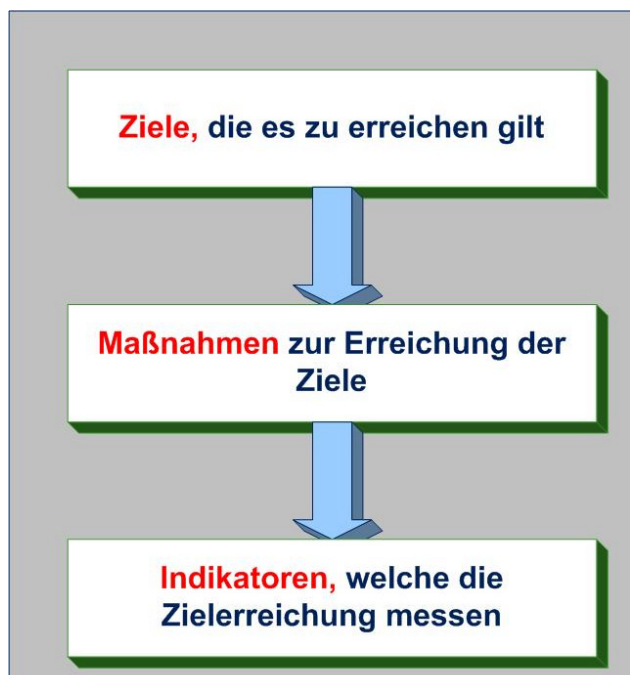 Ziele, die es zu erreichen gilt
Maßnahmen zur Erreichung der
Ziele
Indikatoren, welche die
Zielerreichung messen